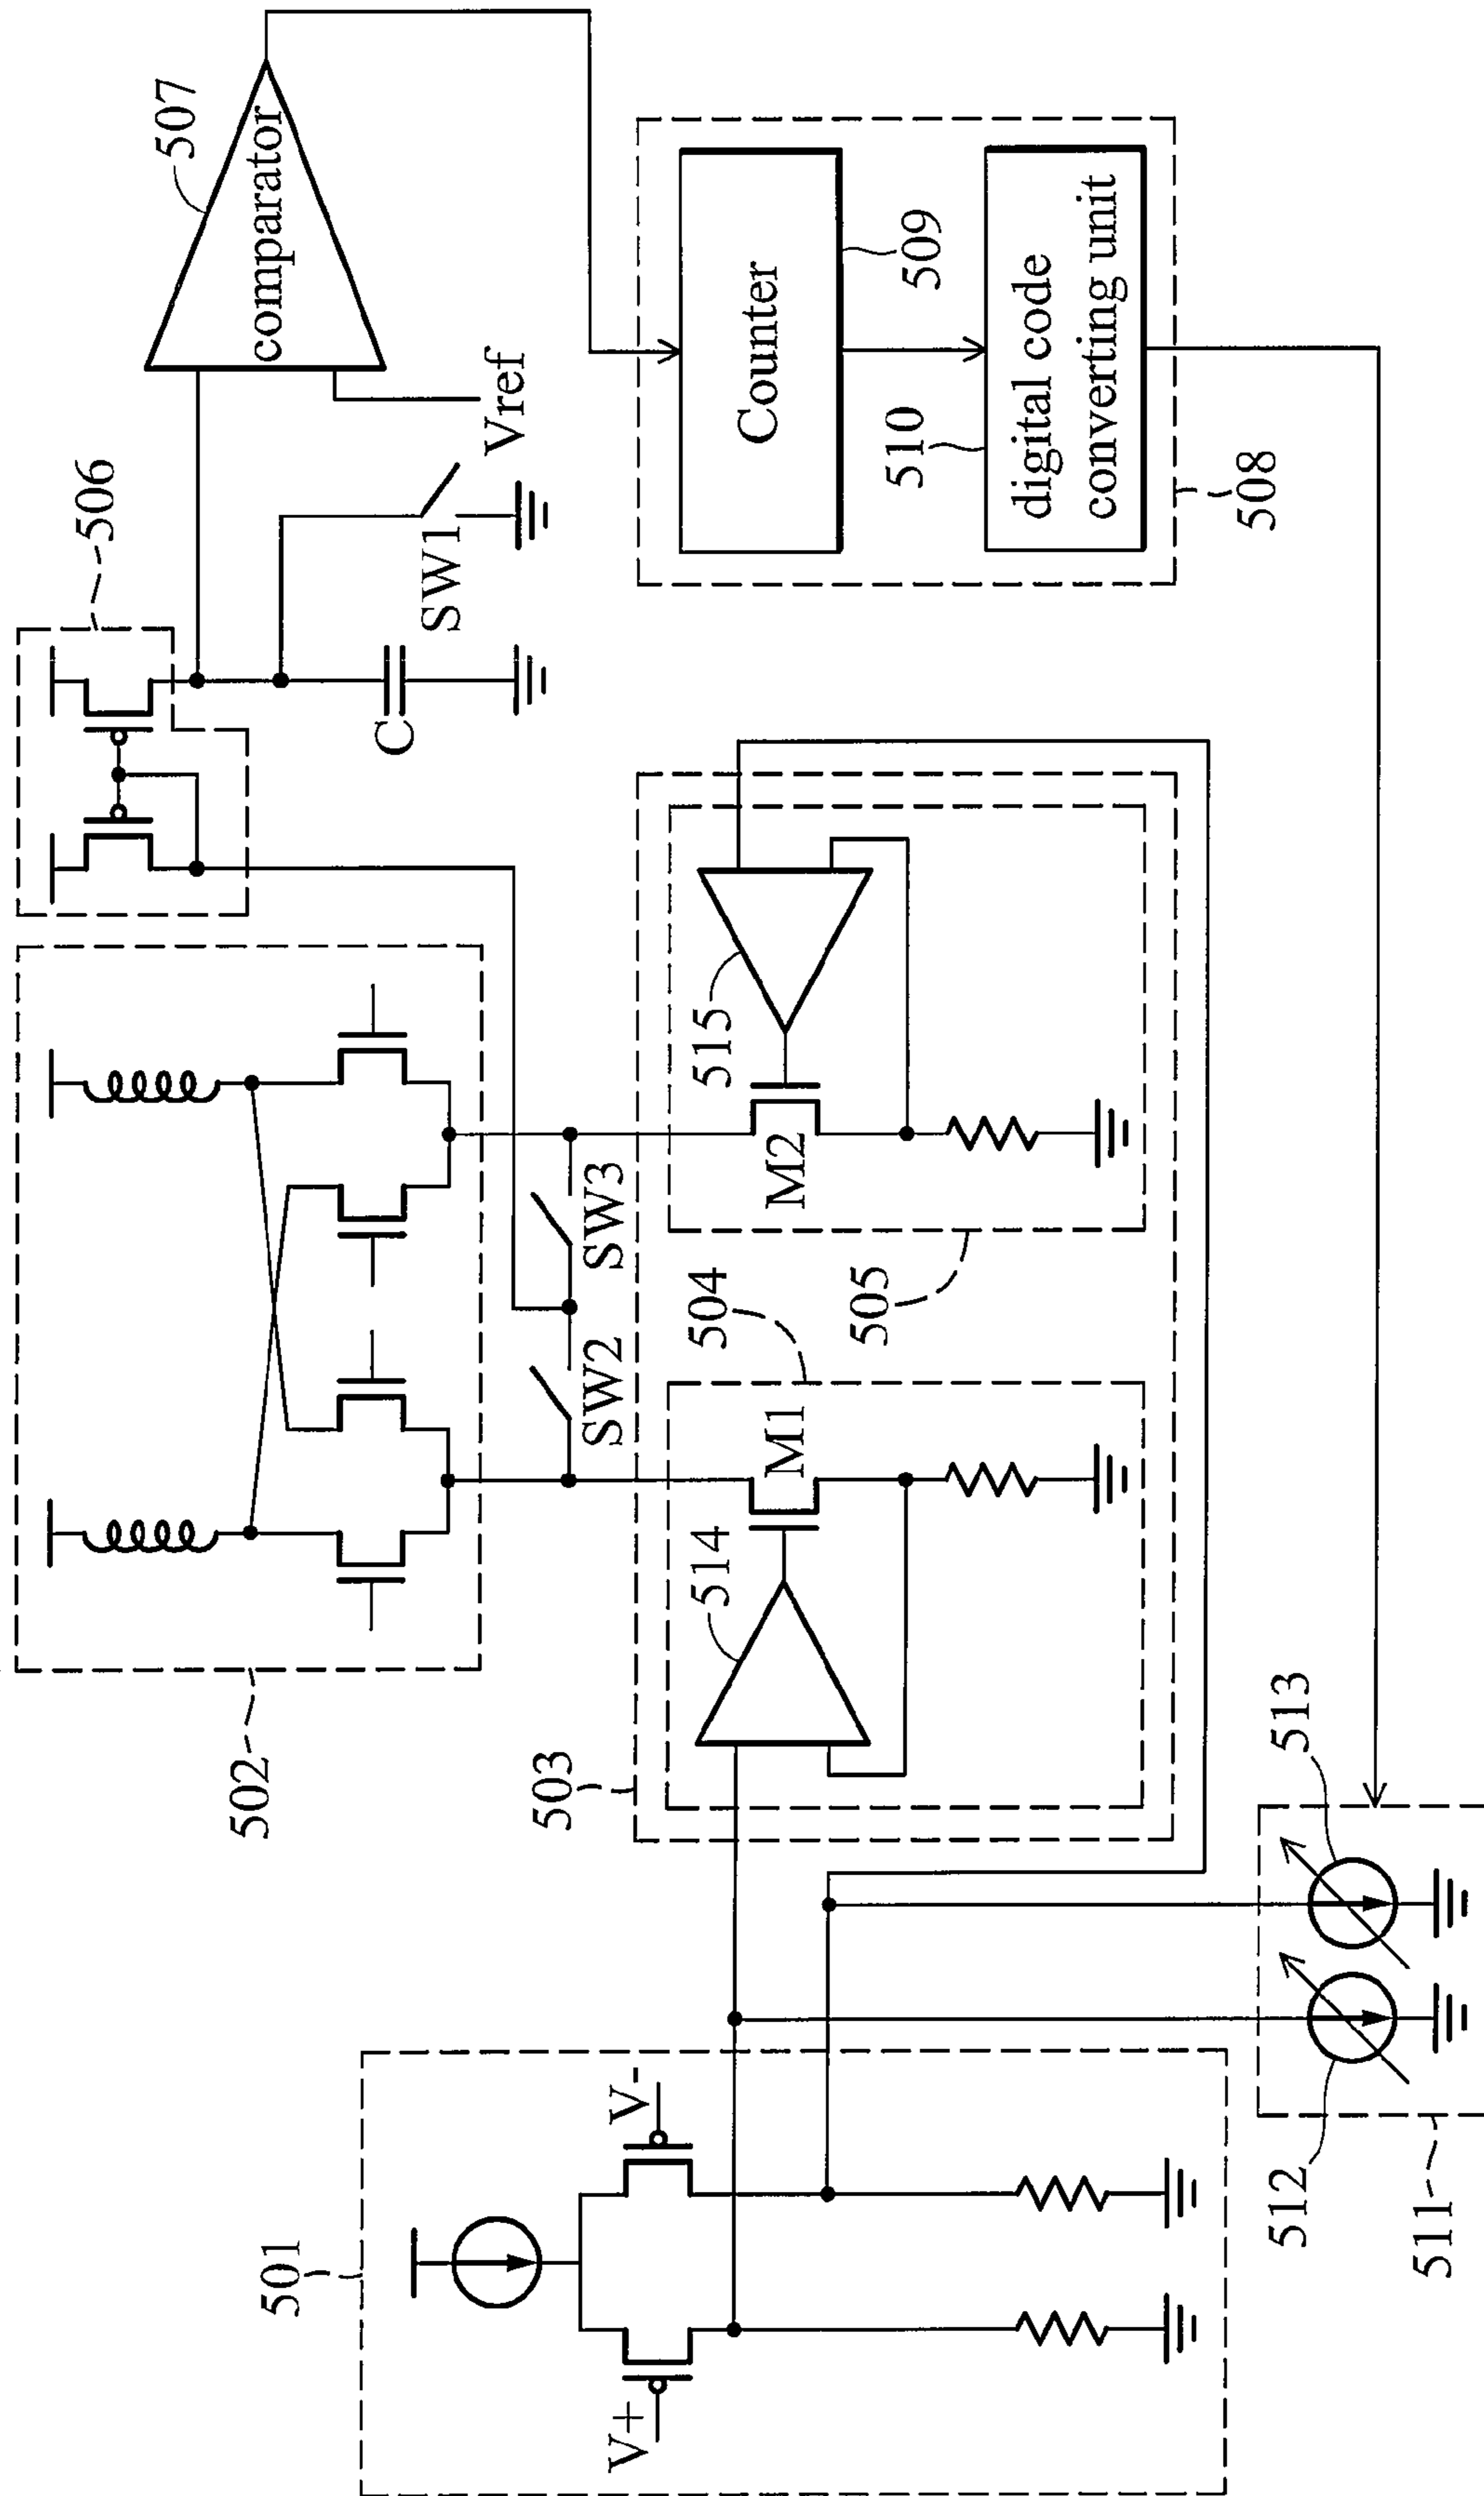 501
V+
V-
502
503
514
M1
SW2
SW3
504
505
515
M2
506
C
SW1
Vref
507
comparator
Counter
509
510
digital code
converting unit
508
511
512
513